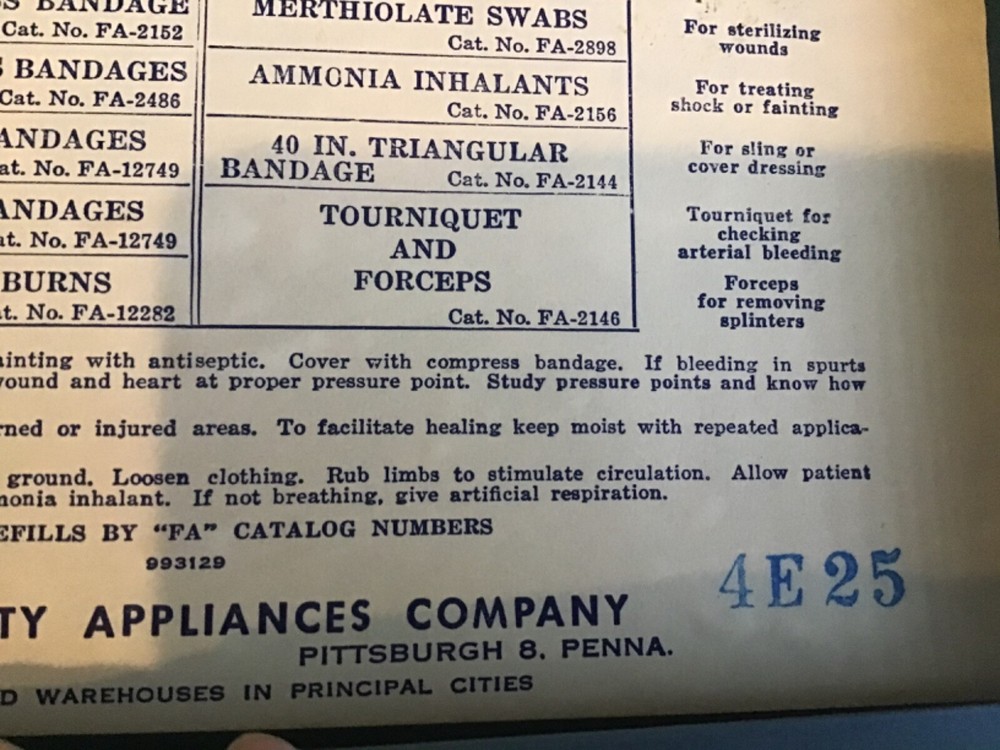 BANDAGE
Cat. No. FA-2152
BANDAGES
Cat. No. FA-2486
ANDAGES
at. No. FA-12749
ANDAGES
at. No. FA-12749
BURNS
t. No. FA-12282
MERTHIOLATE SWABS
Cat. No. FA-2898
AMMONIA INHALANTS
Cat. No. FA-2156
40 IN. TRIANGULAR
BANDAGE Cat. No. FA-2144
TOURNIQUET
AND
FORCEPS
Cat. No. FA-2146
For sterilizing
wounds
For treating
shock or fainting
For sling or
cover dressing
Tourniquet for
checking
arterial bleeding
Forceps
for removing
splinters
ainting with antiseptic. Cover with compress bandage. If bleeding in spurts
ound and heart at proper pressure point. Study pressure points and know how
rned or injured areas. To facilitate healing keep moist with repeated applica-
ground. Loosen clothing. Rub limbs to stimulate circulation. Allow patient
monia inhalant. If not breathing, give artificial respiration.
EFILLS BY "FA" CATALOG NUMBERS
993129
4E25
TY APPLIANCES COMPANY
PITTSBURGH 8, PENNA.
D WAREHOUSES IN PRINCIPAL CITIES